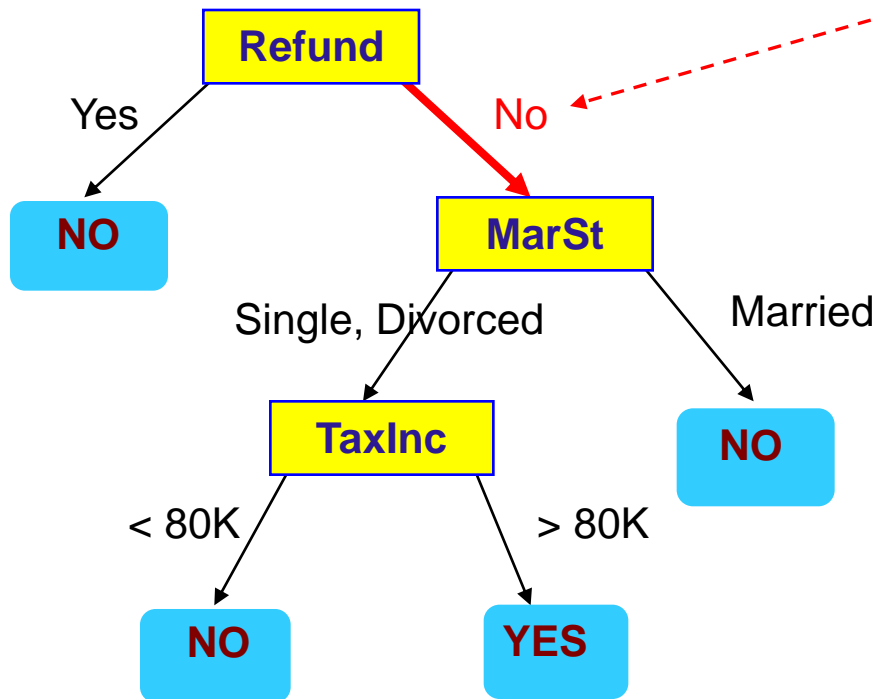 Refund
Yes
No
NO
MarSt
Single, Divorced
Married
TaxInc
NO
< 80K
> 80K
NO
YES